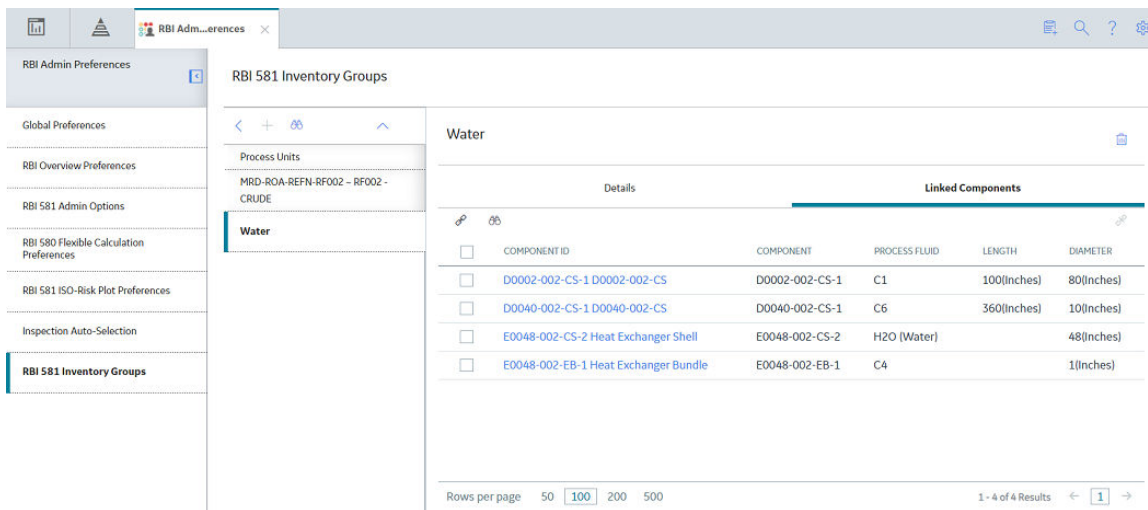 RBI Adm...erences
RBI Admin Preferences
RBI 581 Inventory Groups
Global Preferences
RBI Overview Preferences
RBI 581 Admin Options
RBI 580 Flexible Calculation
Preferences
RBI 581 ISO-Risk Plot Preferences
Inspection Auto-Selection
RBI 581 Inventory Groups
Process Units
MRD-ROA-REFN-RF002 – RF002 -
CRUDE
Water
Water
Details Linked Components
COMPONENT ID COMPONENT PROCESS FLUID LENGTH DIAMETER
D0002-002-CS-1 D0002-002-CS D0002-002-CS-1 C1 100(Inches) 80(Inches)
D0040-002-CS-1 D0040-002-CS D0040-002-CS-1 C6 360(Inches) 10(Inches)
E0048-002-CS-2 Heat Exchanger Shell E0048-002-CS-2 H2O (Water) 48(Inches)
E0048-002-EB-1 Heat Exchanger Bundle E0048-002-EB-1 C4 1(Inches)
Rows per page 50 100 200 500 1 - 4 of 4 Results 1